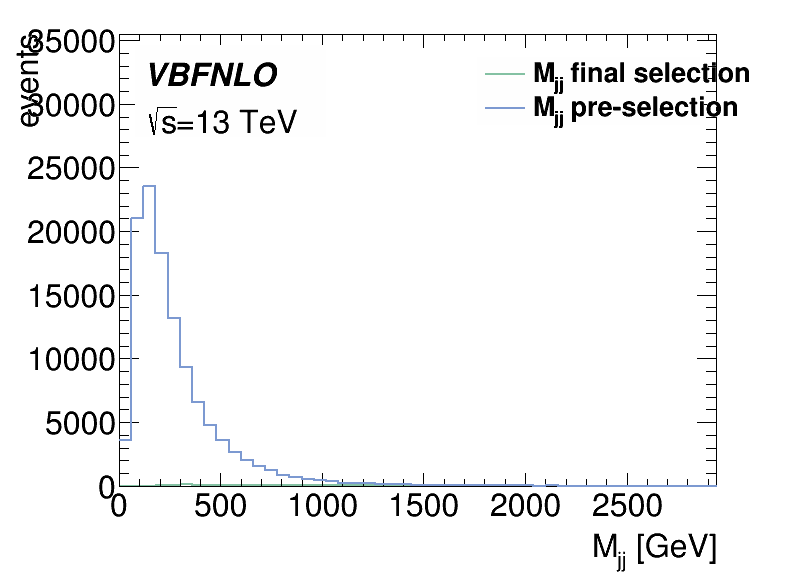 events
35000
30000
25000
20000
15000
10000
5000
0
VBFNLO
√s=13 TeV
Mjj final selection
Mjj pre-selection
0 500 1000 1500 2000 2500
Mjj [GeV]